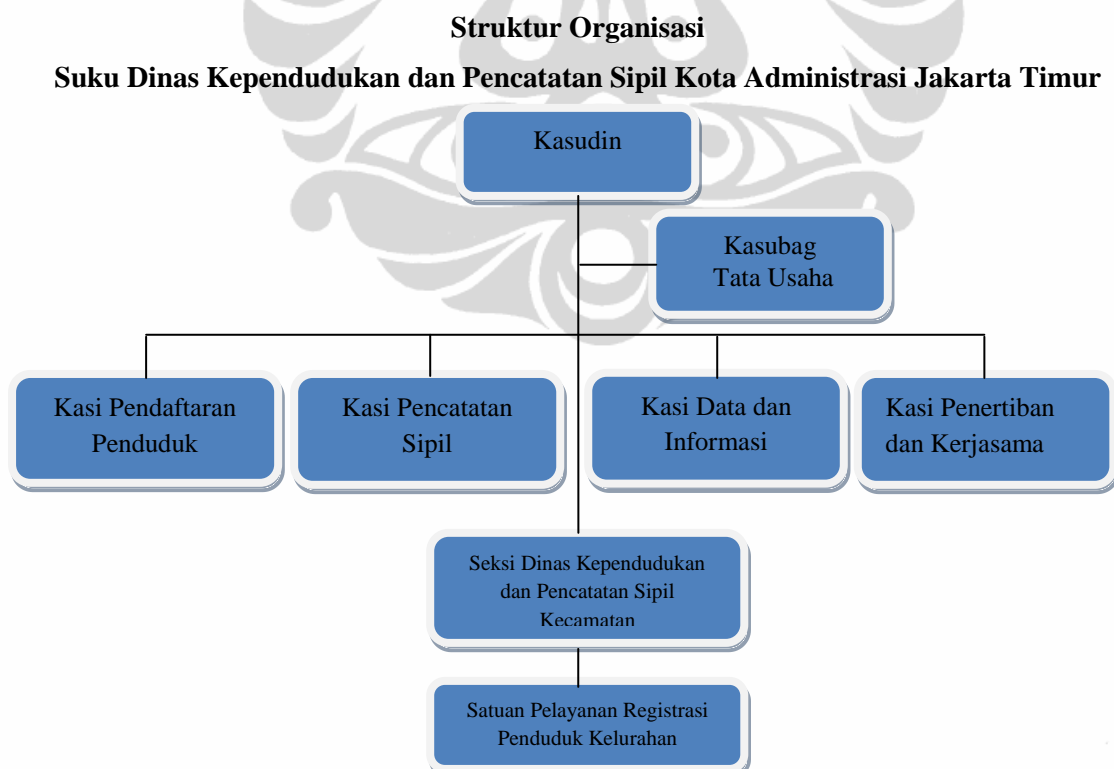 Struktur Organisasi
Suku Dinas Kependudukan dan Pencatatan Sipil Kota Administrasi Jakarta Timur
Kasudin
Kasubag
Tata Usaha
Kasi Pendaftaran
Penduduk
Kasi Pencatatan
Sipil
Kasi Data dan
Informasi
Kasi Penertiban
dan Kerjasama
Seksi Dinas Kependudukan
dan Pencatatan Sipil
Kecamatan
Satuan Pelayanan Registrasi
Penduduk Kelurahan